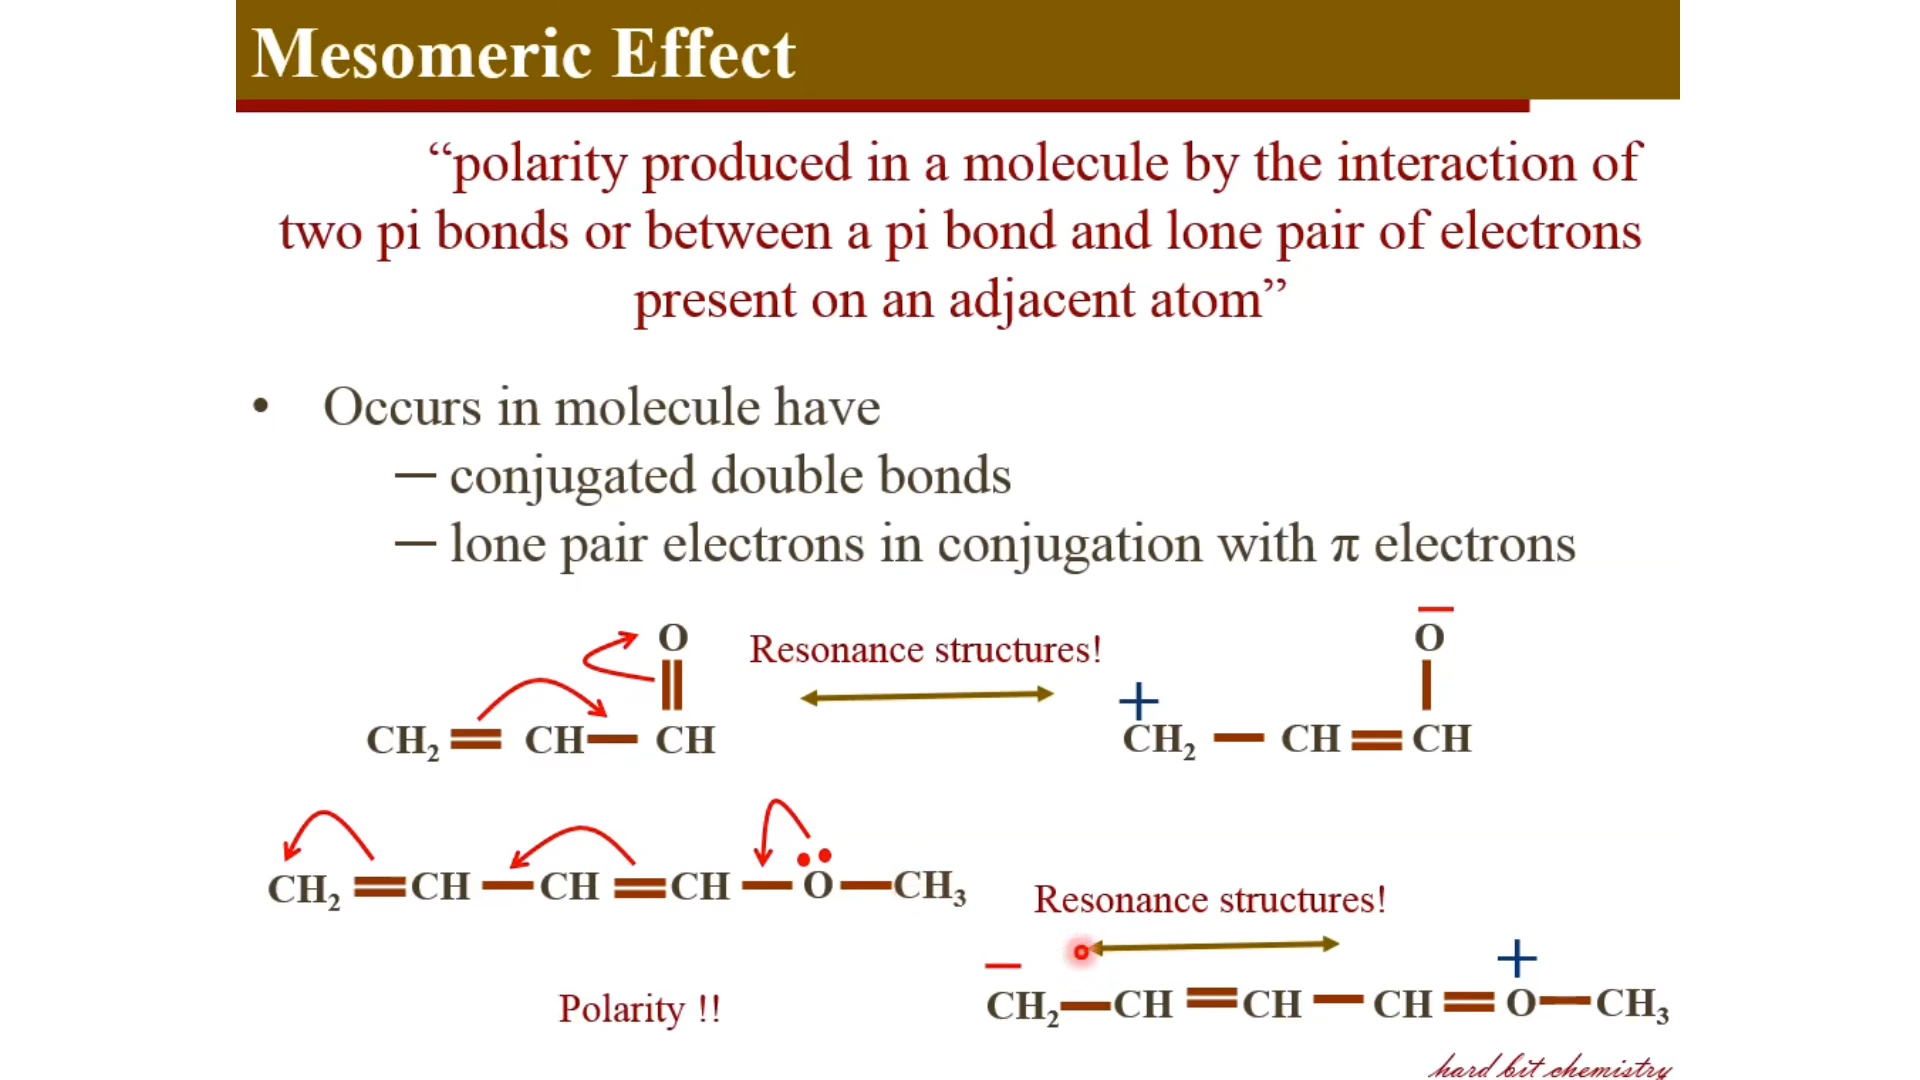 Mesomeric Effect
“polarity produced in a molecule by the interaction of
two pi bonds or between a pi bond and lone pair of electrons
present on an adjacent atom”
• Occurs in molecule have
— conjugated double bonds
— lone pair electrons in conjugation with π electrons
O
Resonance structures!
O
CH₂ = CH — CH
+
CH₂ — CH = CH
CH₂ = CH — CH = CH — O — CH₃
Resonance structures!
Polarity !!
− +
CH₂ — CH = CH — CH = O — CH₃
hard bit chemistry